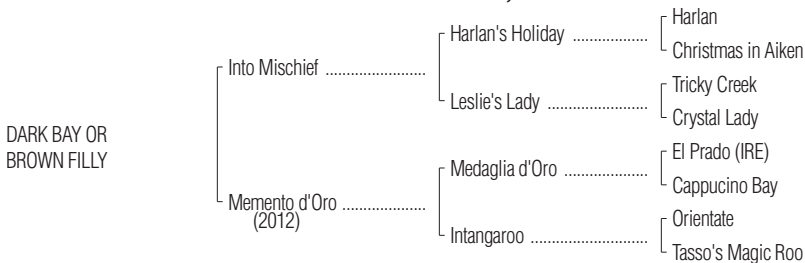 Harlan
Harlan's Holiday ..................
Christmas in Aiken
Into Mischief ........................
Tricky Creek
Leslie's Lady ........................
Crystal Lady
DARK BAY OR
BROWN FILLY
El Prado (IRE)
Medaglia d'Oro ....................
Cappucino Bay
Memento d'Oro ....................
(2012)
Orientate
Intangaroo ............................
Tasso's Magic Roo